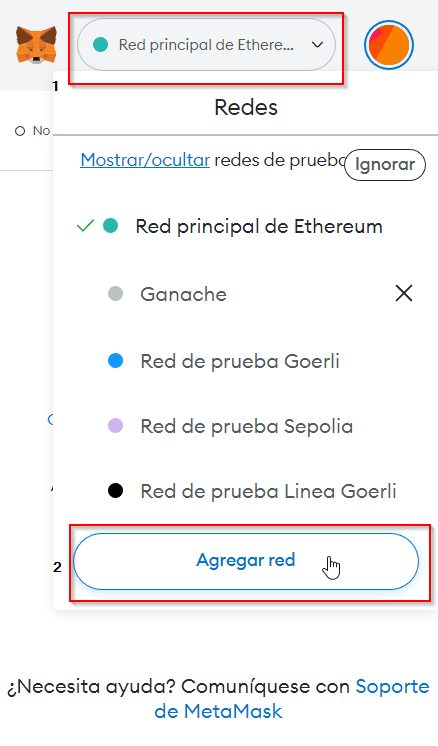 Red principal de Ethere...
1
Redes
No
Mostrar/ocultar redes de prueba
Ignorar
Red principal de Ethereum
Ganache
Red de prueba Goerli
Red de prueba Sepolia
Red de prueba Linea Goerli
2
Agregar red
¿Necesita ayuda? Comuníquese con Soporte
de MetaMask